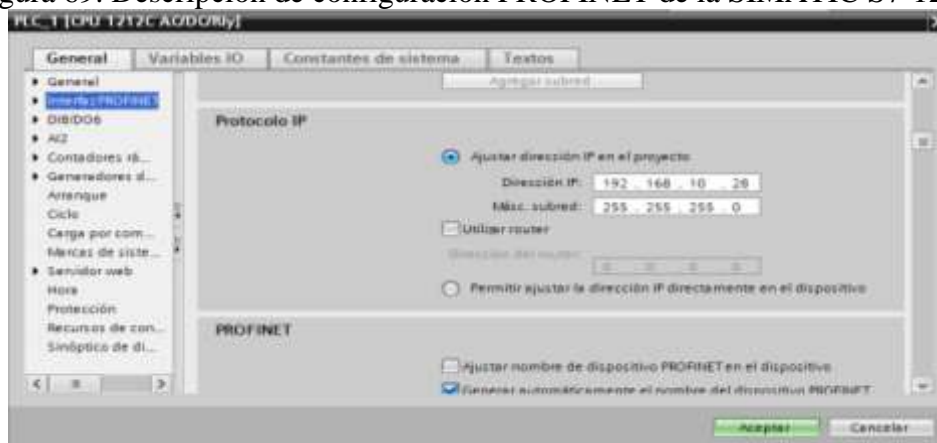 gura 69. Descripción de configuración PROFINET de la SIMATIC S7-12
PLC_1 [CPU 1212C AC/DC/Rly]
General
Variables IO
Constantes de sistema
Textos
General
Interfaz PROFINET
DI8/DO6
AI2
Contadores rá...
Generadores d...
Arranque
Ciclo
Carga por com...
Marcas de siste...
Servidor web
Hora
Protección
Recursos de con...
Sinóptico de di...
Agregar subred
Protocolo IP
Ajustar dirección IP en el proyecto
Dirección IP: 192 . 168 . 10 . 28
Másc. subred: 255 . 255 . 255 . 0
Utilizar router
Dirección del router:
Permitir ajustar la dirección IP directamente en el dispositivo
PROFINET
Ajustar nombre de dispositivo PROFINET en el dispositivo
Generar automáticamente el nombre del dispositivo PROFINET
Aceptar
Cancelar